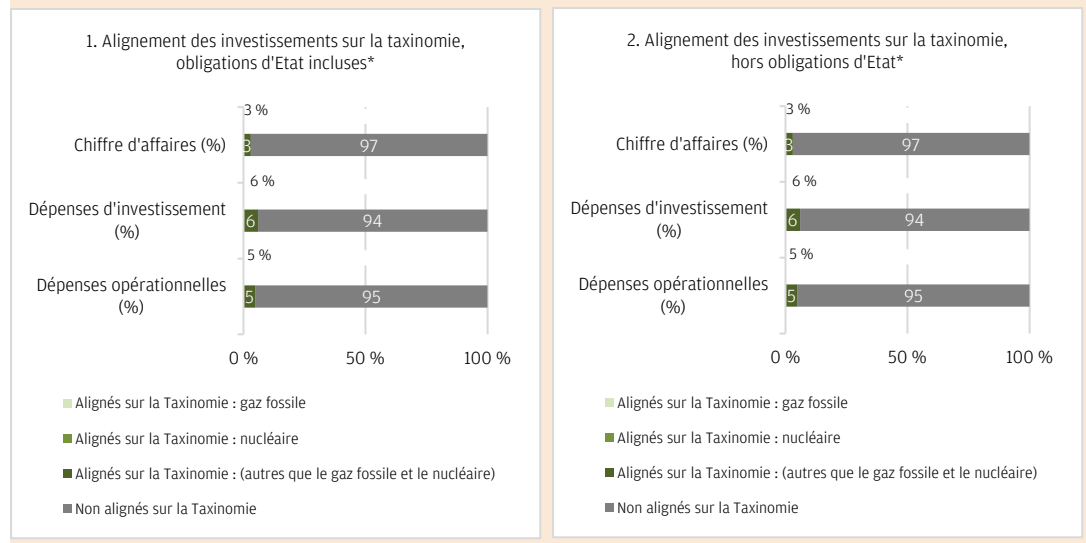 1. Alignement des investissements sur la taxinomie,
obligations d'Etat incluses*
3 %
Chiffre d'affaires (%)
3
97
6 %
Dépenses d'investissement
(%)
6
94
5 %
Dépenses opérationnelles
(%)
5
95
0 %
50 %
100 %
Alignés sur la Taxinomie : gaz fossile
Alignés sur la Taxinomie : nucléaire
Alignés sur la Taxinomie : (autres que le gaz fossile et le nucléaire)
Non alignés sur la Taxinomie
2. Alignement des investissements sur la taxinomie,
hors obligations d'Etat*
3 %
Chiffre d'affaires (%)
3
97
6 %
Dépenses d'investissement
(%)
6
94
5 %
Dépenses opérationnelles
(%)
5
95
0 %
50 %
100 %
Alignés sur la Taxinomie : gaz fossile
Alignés sur la Taxinomie : nucléaire
Alignés sur la Taxinomie : (autres que le gaz fossile et le nucléaire)
Non alignés sur la Taxinomie